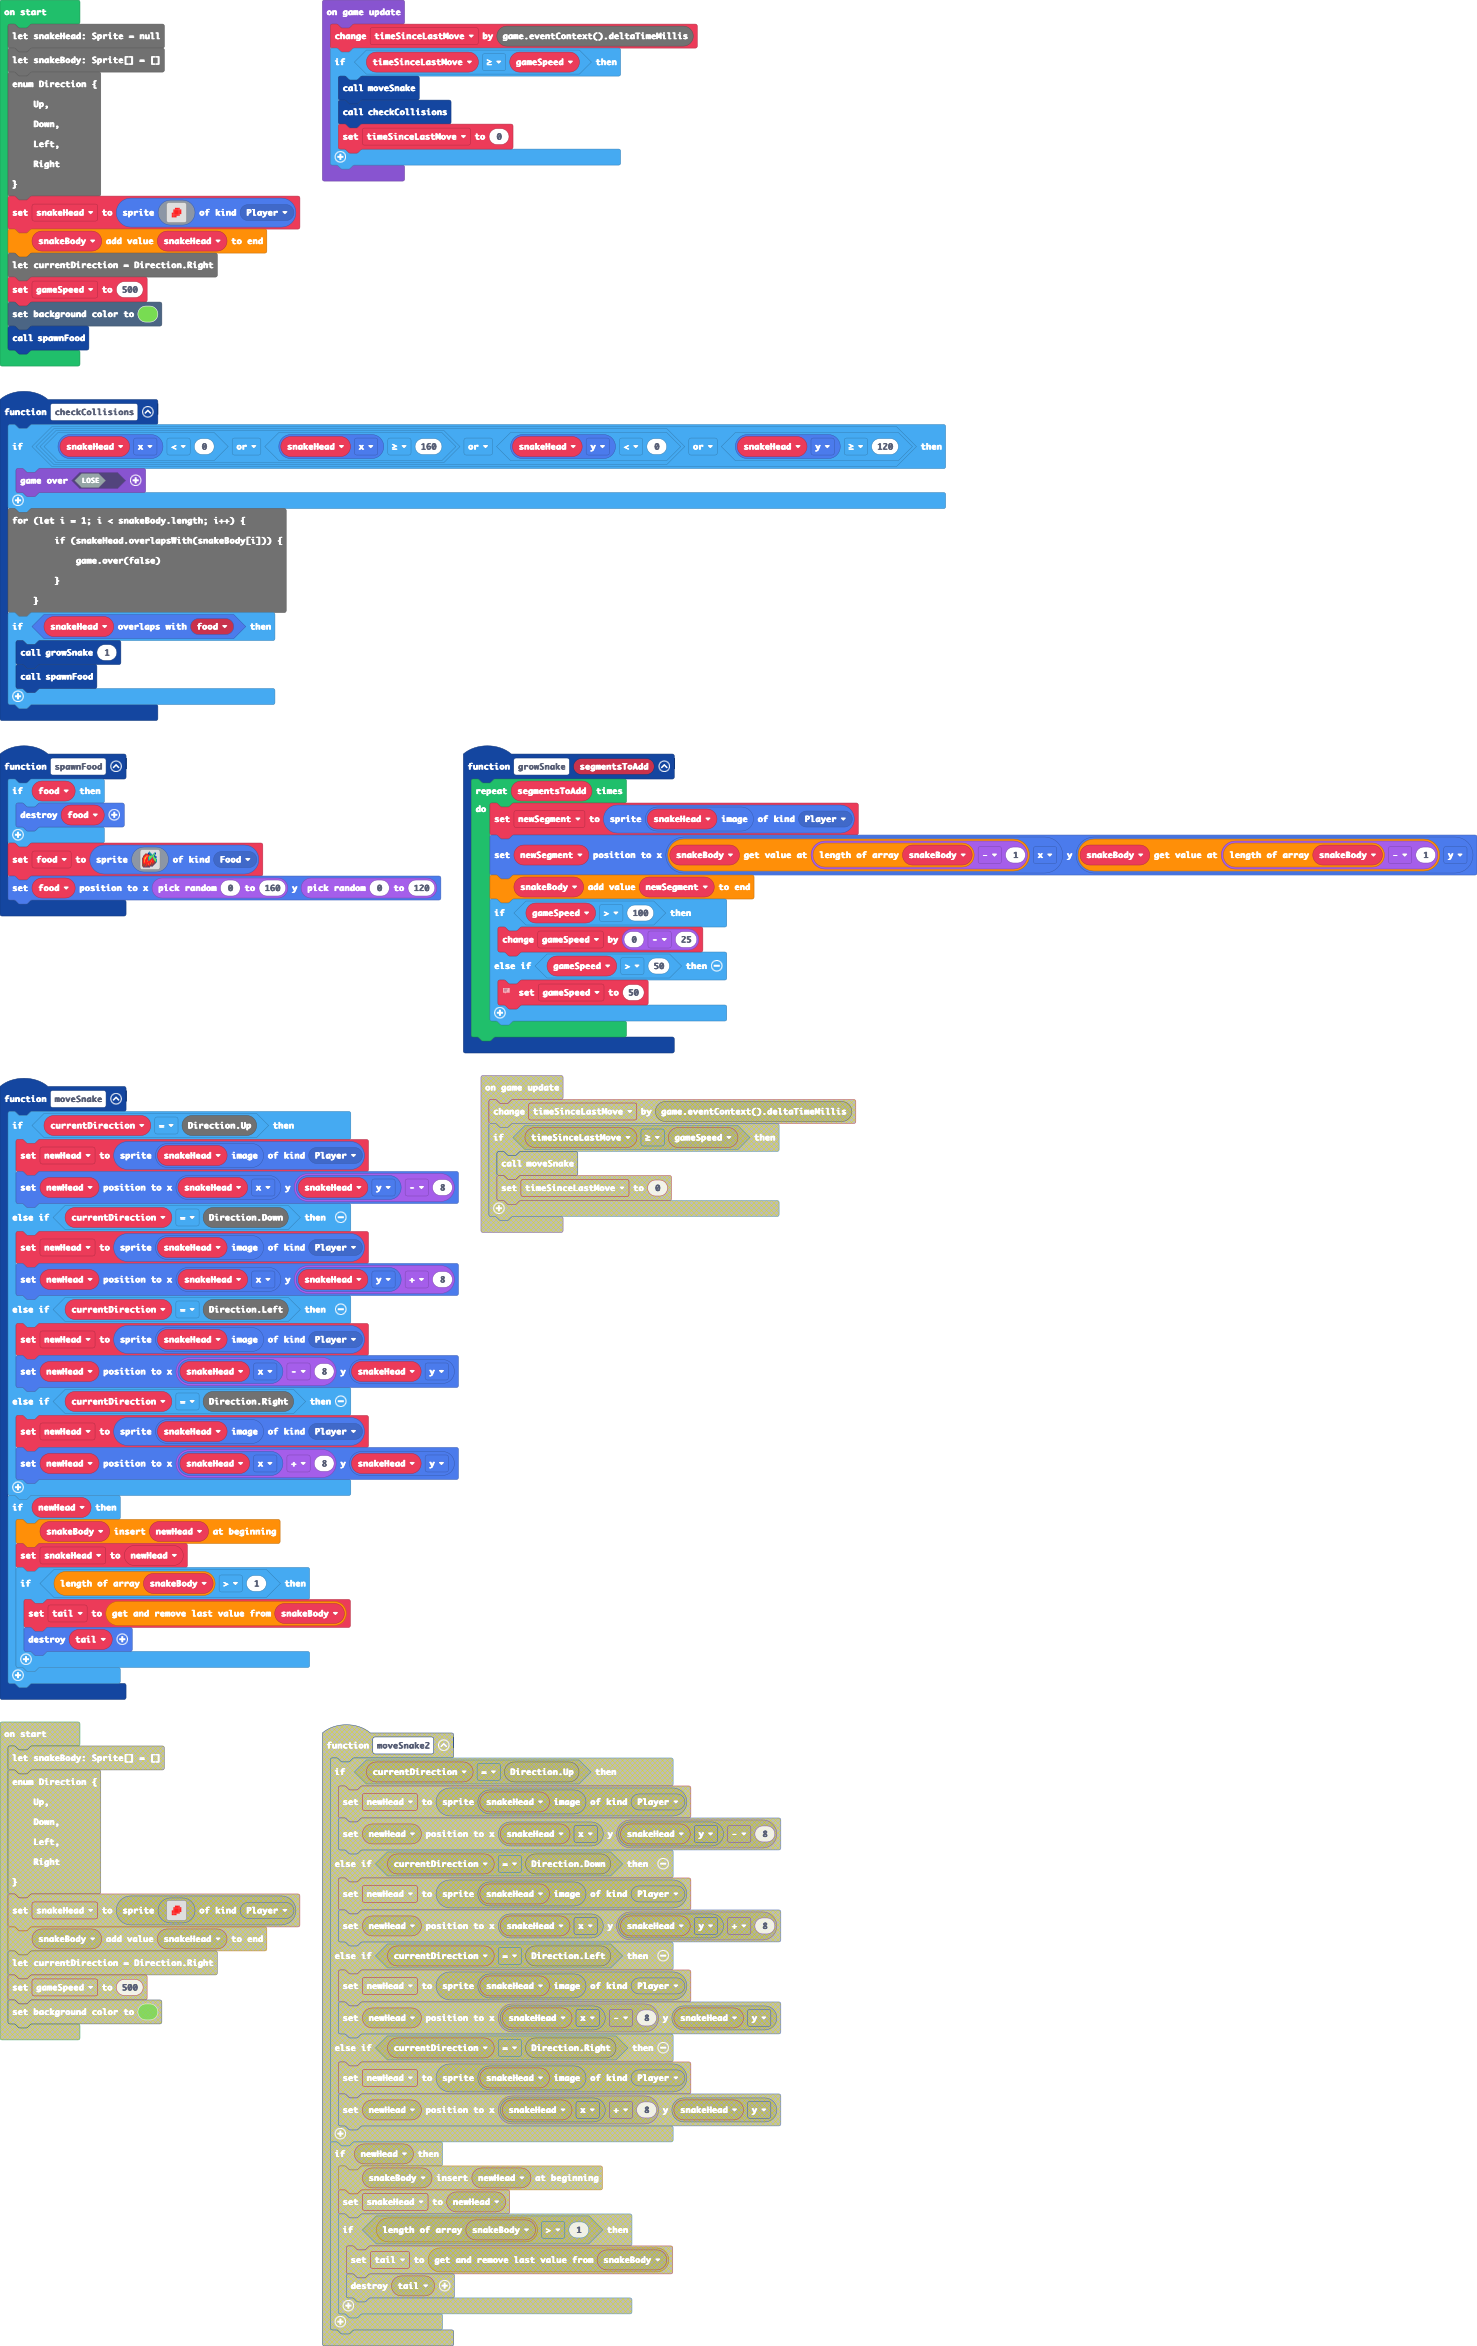 on start
let snakeHead: Sprite = null
let snakeBody: Sprite[] = []
enum Direction {
Up,
Down,
Left,
Right
}
set snakeHead to sprite of kind Player
snakeBody add value snakeHead to end
let currentDirection = Direction.Right
set gameSpeed to 500
set background color to
call spawnFood
on game update
change timeSinceLastMove by game.eventContext().deltaTimeMillis
if timeSinceLastMove ≥ gameSpeed then
call moveSnake
call checkCollisions
set timeSinceLastMove to 0
function checkCollisions
if snakeHead x < 0 or snakeHead x ≥ 160 or snakeHead y < 0 or snakeHead y ≥ 120 then
game over LOSE
for (let i = 1; i < snakeBody.length; i++) {
if (snakeHead.overlapsWith(snakeBody[i])) {
game.over(false)
}
}
if snakeHead overlaps with food then
call growSnake 1
call spawnFood
function spawnFood
if food then
destroy food
set food to sprite of kind Food
set food position to x pick random 0 to 160 y pick random 0 to 120
function growSnake segmentsToAdd
repeat segmentsToAdd times
do
set newSegment to sprite snakeHead image of kind Player
set newSegment position to x snakeBody get value at length of array snakeBody - 1 x y snakeBody get value at length of array snakeBody - 1 y
snakeBody add value newSegment to end
if gameSpeed > 100 then
change gameSpeed by 0 - 25
else if gameSpeed > 50 then
set gameSpeed to 50
function moveSnake
if currentDirection = Direction.Up then
set newHead to sprite snakeHead image of kind Player
set newHead position to x snakeHead x y snakeHead y - 8
else if currentDirection = Direction.Down then
set newHead to sprite snakeHead image of kind Player
set newHead position to x snakeHead x y snakeHead y + 8
else if currentDirection = Direction.Left then
set newHead to sprite snakeHead image of kind Player
set newHead position to x snakeHead x - 8 y snakeHead y
else if currentDirection = Direction.Right then
set newHead to sprite snakeHead image of kind Player
set newHead position to x snakeHead x + 8 y snakeHead y
if newHead then
snakeBody insert newHead at beginning
set snakeHead to newHead
if length of array snakeBody > 1 then
set tail to get and remove last value from snakeBody
destroy tail
on game update
change timeSinceLastMove by game.eventContext().deltaTimeMillis
if timeSinceLastMove ≥ gameSpeed then
call moveSnake
set timeSinceLastMove to 0
on start
let snakeBody: Sprite[] = []
enum Direction {
Up,
Down,
Left,
Right
}
set snakeHead to sprite of kind Player
snakeBody add value snakeHead to end
let currentDirection = Direction.Right
set gameSpeed to 500
set background color to
function moveSnake2
if currentDirection = Direction.Up then
set newHead to sprite snakeHead image of kind Player
set newHead position to x snakeHead x y snakeHead y - 8
else if currentDirection = Direction.Down then
set newHead to sprite snakeHead image of kind Player
set newHead position to x snakeHead x y snakeHead y + 8
else if currentDirection = Direction.Left then
set newHead to sprite snakeHead image of kind Player
set newHead position to x snakeHead x - 8 y snakeHead y
else if currentDirection = Direction.Right then
set newHead to sprite snakeHead image of kind Player
set newHead position to x snakeHead x + 8 y snakeHead y
if newHead then
snakeBody insert newHead at beginning
set snakeHead to newHead
if length of array snakeBody > 1 then
set tail to get and remove last value from snakeBody
destroy tail